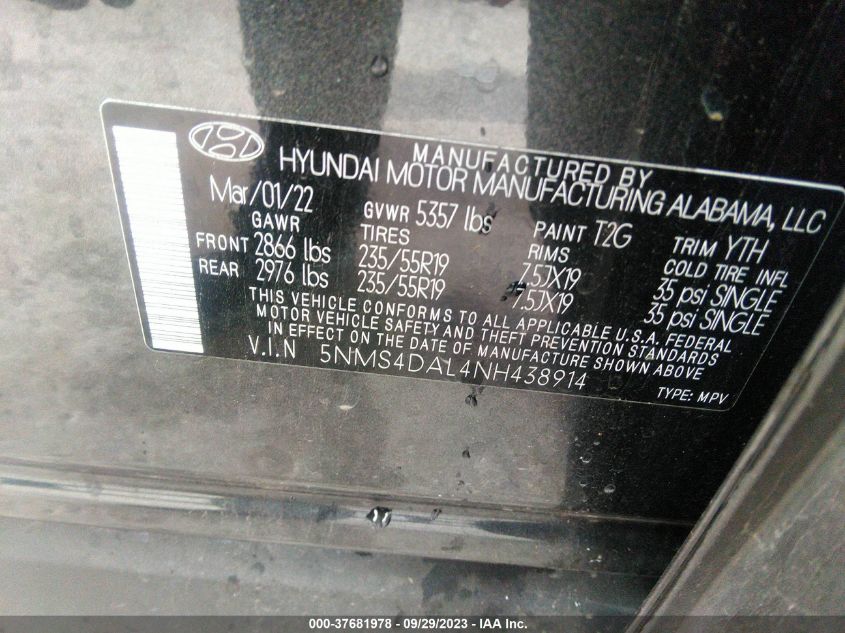 MANUFACTURED BY
HYUNDAI MOTOR MANUFACTURING ALABAMA, LLC
Mar/01/22 GVWR 5357 lbs PAINT T2G TRIM YTH
GAWR TIRES RIMS COLD TIRE INFL
FRONT 2866 lbs 235/55R19 7.5JX19 35 psi SINGLE
REAR 2976 lbs 235/55R19 7.5JX19 35 psi SINGLE
THIS VEHICLE CONFORMS TO ALL APPLICABLE U.S.A. FEDERAL
MOTOR VEHICLE SAFETY AND THEFT PREVENTION STANDARDS
IN EFFECT ON THE DATE OF MANUFACTURE SHOWN ABOVE
V.I.N 5NMS4DAL4NH438914
TYPE: MPV
000-37681978 - 09/29/2023 - IAA Inc.